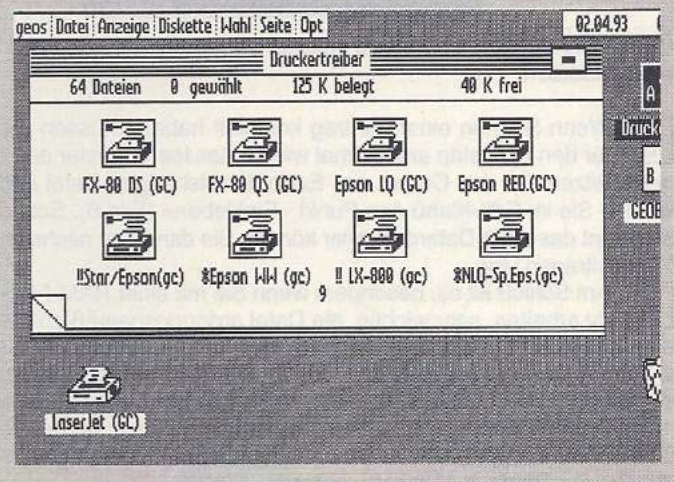 geos Datei Anzeige Diskette Wahl Seite Opt 02.04.93
Druckertreiber
64 Dateien 0 gewählt 125 K belegt 40 K frei
A
Druck
FX-80 DS (GC) FX-80 QS (GC) Epson LQ (GC) Epson RED.(GC)
B
GEOB
!!Star/Epson(gc) *Epson WW (gc) !! LX-800 (gc) *NLQ-Sp.Eps.(gc)
9
LaserJet (GC)